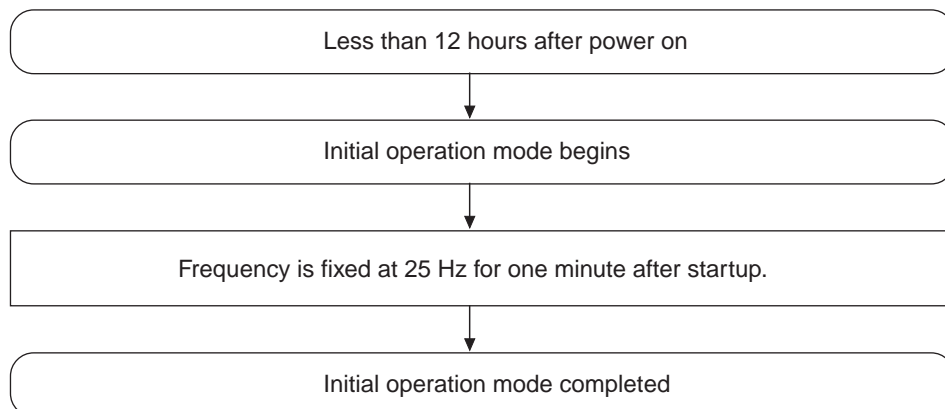 Less than 12 hours after power on
Initial operation mode begins
Frequency is fixed at 25 Hz for one minute after startup.
Initial operation mode completed